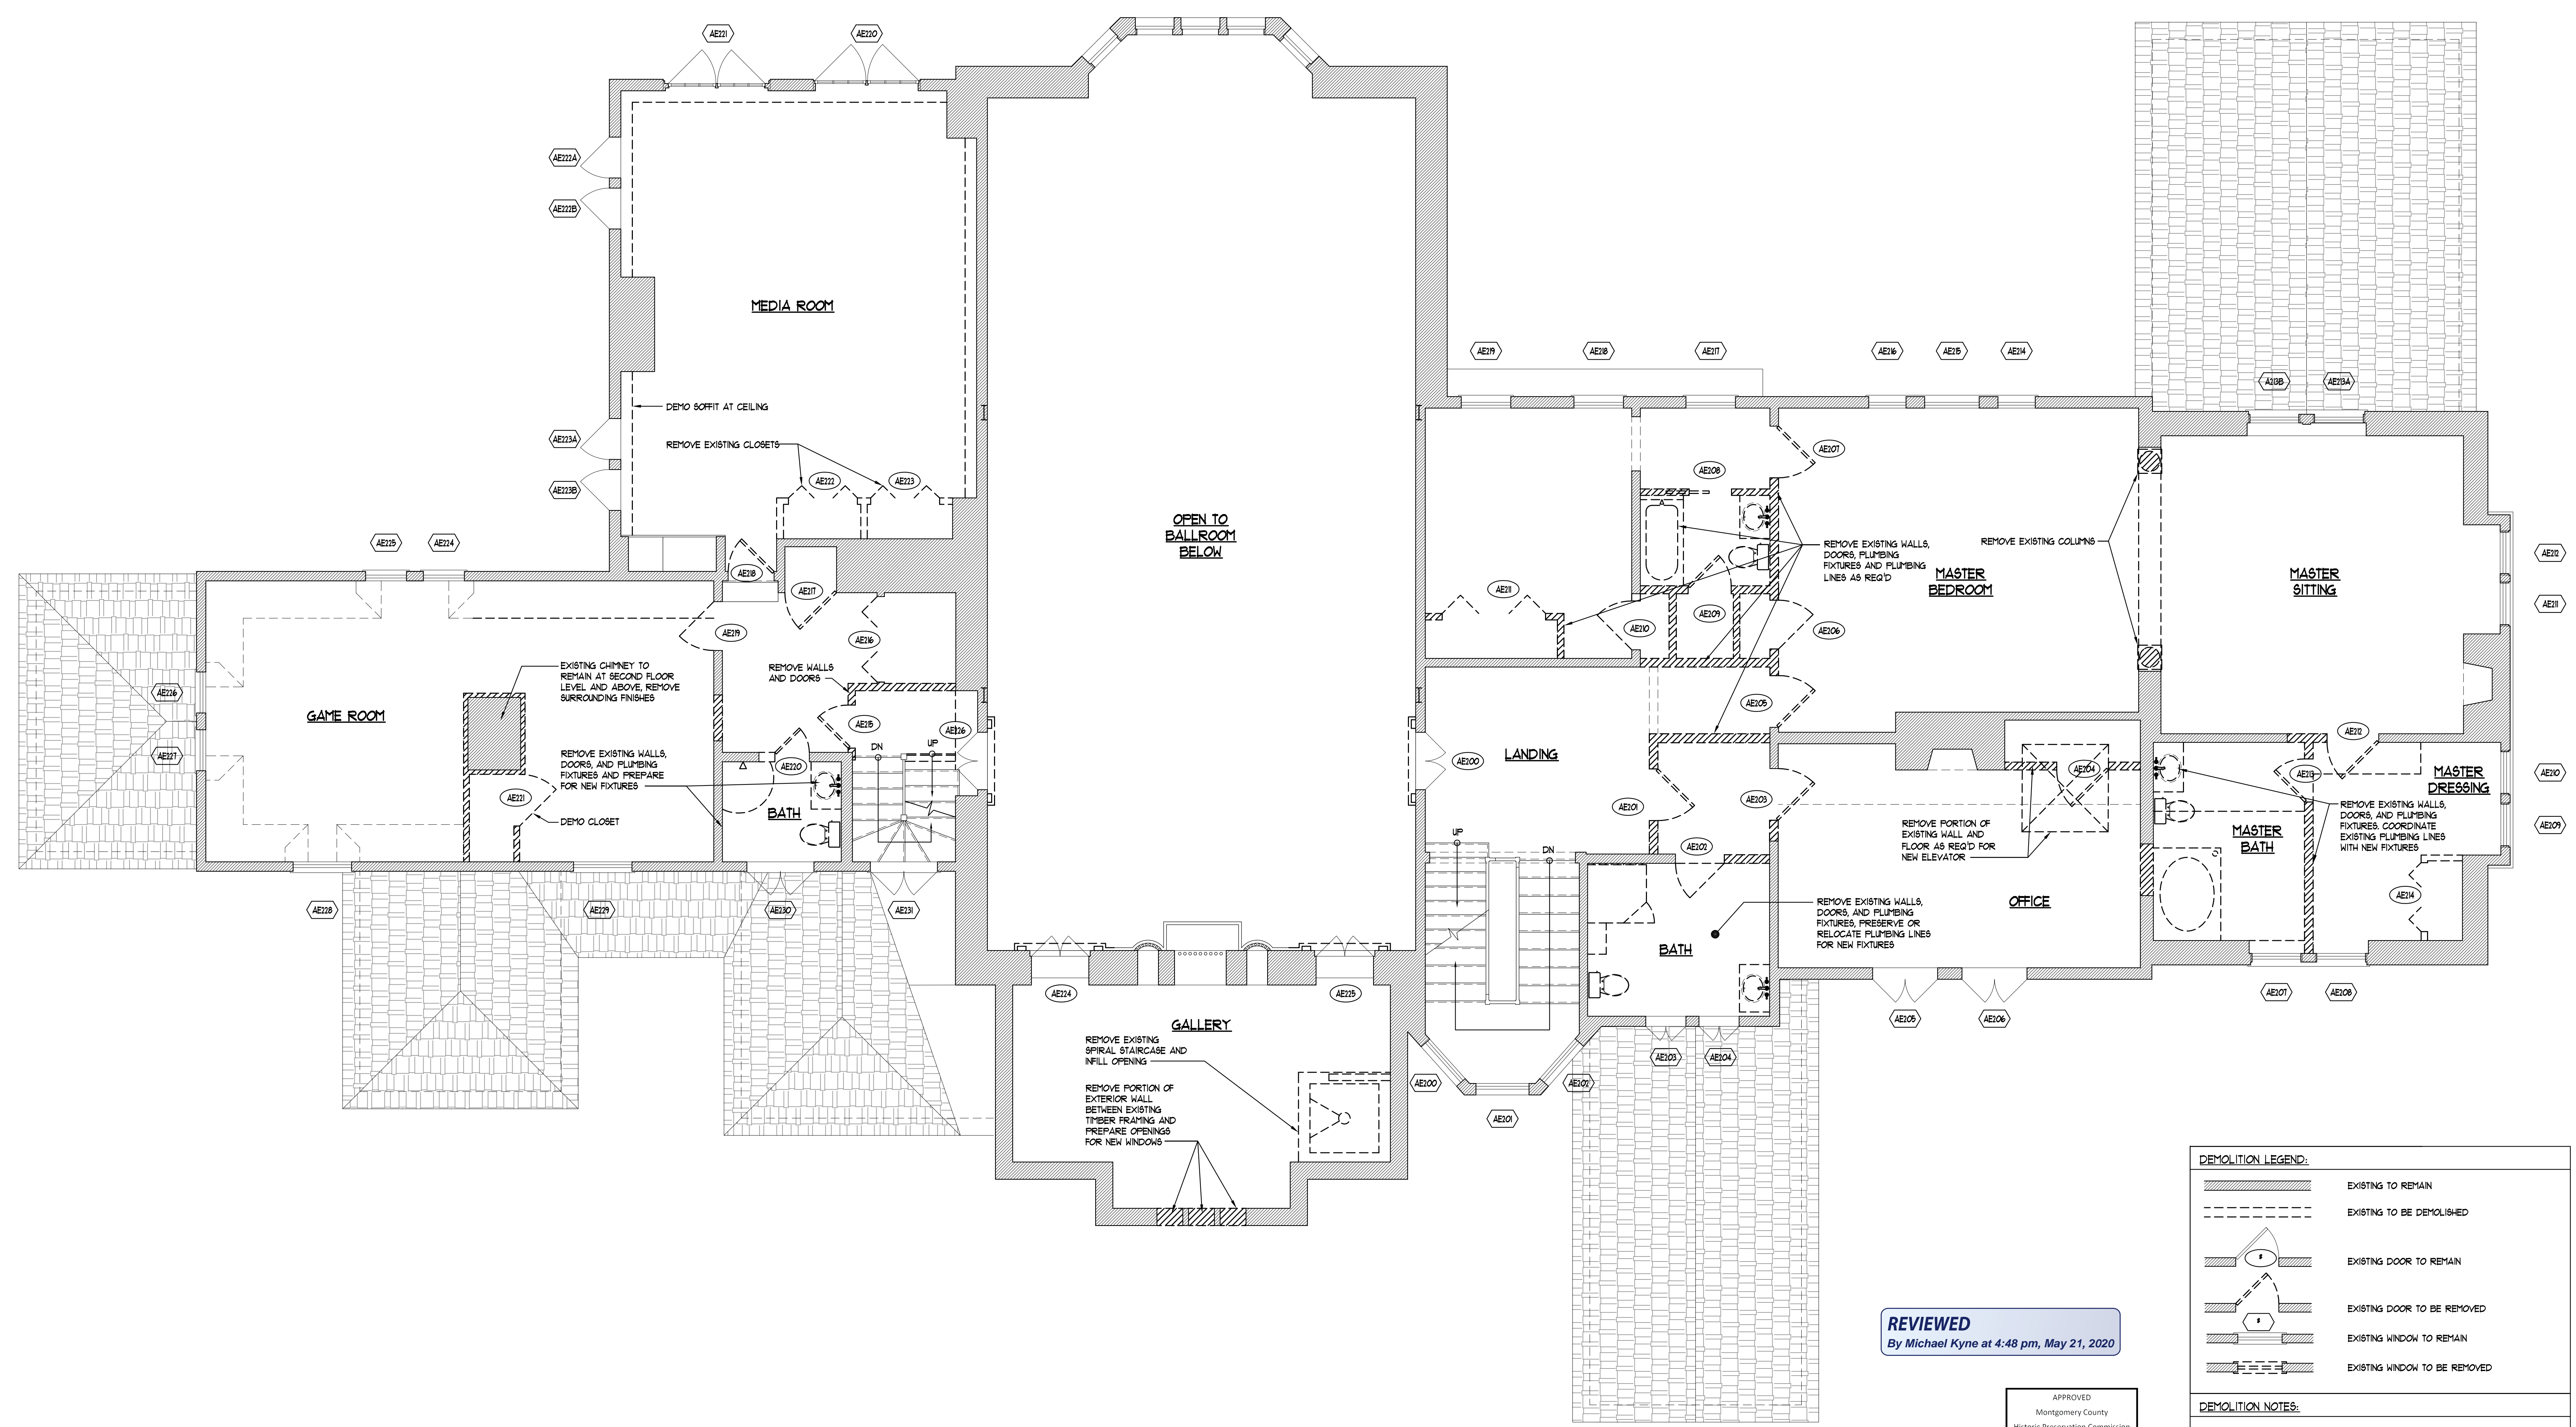 AE221
AE220
AE222A
AE222B
MEDIA ROOM
AE219
AE218
AE217
AE216
AE215
AE214
A213B
AE213A
DEMO SOFFIT AT CEILING
AE223A
REMOVE EXISTING CLOSETS
AE207
AE208
AE222
AE223
AE223B
OPEN TO
BALLROOM
BELOW
AE225
AE224
REMOVE EXISTING WALLS,
DOORS, PLUMBING
FIXTURES AND PLUMBING
LINES AS REQ'D
REMOVE EXISTING COLUMNS
AE212
AE218
MASTER
BEDROOM
MASTER
SITTING
AE217
AE211
AE209
AE211
AE219
AE216
AE210
AE206
EXISTING CHIMNEY TO
REMAIN AT SECOND FLOOR
LEVEL AND ABOVE, REMOVE
SURROUNDING FINISHES
REMOVE WALLS
AND DOORS
AE226
AE205
GAME ROOM
AE215
AE226
AE212
AE227
REMOVE EXISTING WALLS,
DOORS, AND PLUMBING
FIXTURES AND PREPARE
FOR NEW FIXTURES
DN
UP
LANDING
AE200
AE220
AE204
AE213
MASTER
DRESSING
AE210
AE221
AE201
AE203
BATH
DEMO CLOSET
REMOVE EXISTING WALLS,
DOORS, AND PLUMBING
FIXTURES. COORDINATE
EXISTING PLUMBING LINES
WITH NEW FIXTURES
AE209
REMOVE PORTION OF
EXISTING WALL AND
FLOOR AS REQ'D FOR
NEW ELEVATOR
MASTER
BATH
UP
DN
AE202
AE214
AE228
AE229
AE230
AE231
REMOVE EXISTING WALLS,
DOORS, AND PLUMBING
FIXTURES, PRESERVE OR
RELOCATE PLUMBING LINES
FOR NEW FIXTURES
OFFICE
BATH
AE224
AE225
AE207
AE208
GALLERY
AE205
AE206
REMOVE EXISTING
SPIRAL STAIRCASE AND
INFILL OPENING
AE203
AE204
REMOVE PORTION OF
EXTERIOR WALL
BETWEEN EXISTING
TIMBER FRAMING AND
PREPARE OPENINGS
FOR NEW WINDOWS
AE200
AE202
AE201
DEMOLITION LEGEND:
EXISTING TO REMAIN
EXISTING TO BE DEMOLISHED
#
EXISTING DOOR TO REMAIN
EXISTING DOOR TO BE REMOVED
#
EXISTING WINDOW TO REMAIN
EXISTING WINDOW TO BE REMOVED
DEMOLITION NOTES:
REVIEWED
By Michael Kyne at 4:48 pm, May 21, 2020
APPROVED
Montgomery County
Historic Preservation Commission